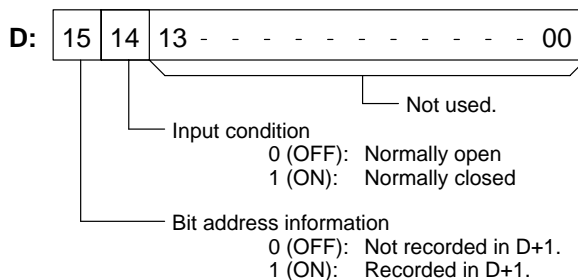 D: 15 14 13 - - - - - - - - - - - - 00
Not used.
Input condition
0 (OFF): Normally open
1 (ON): Normally closed
Bit address information
0 (OFF): Not recorded in D+1.
1 (ON): Recorded in D+1.